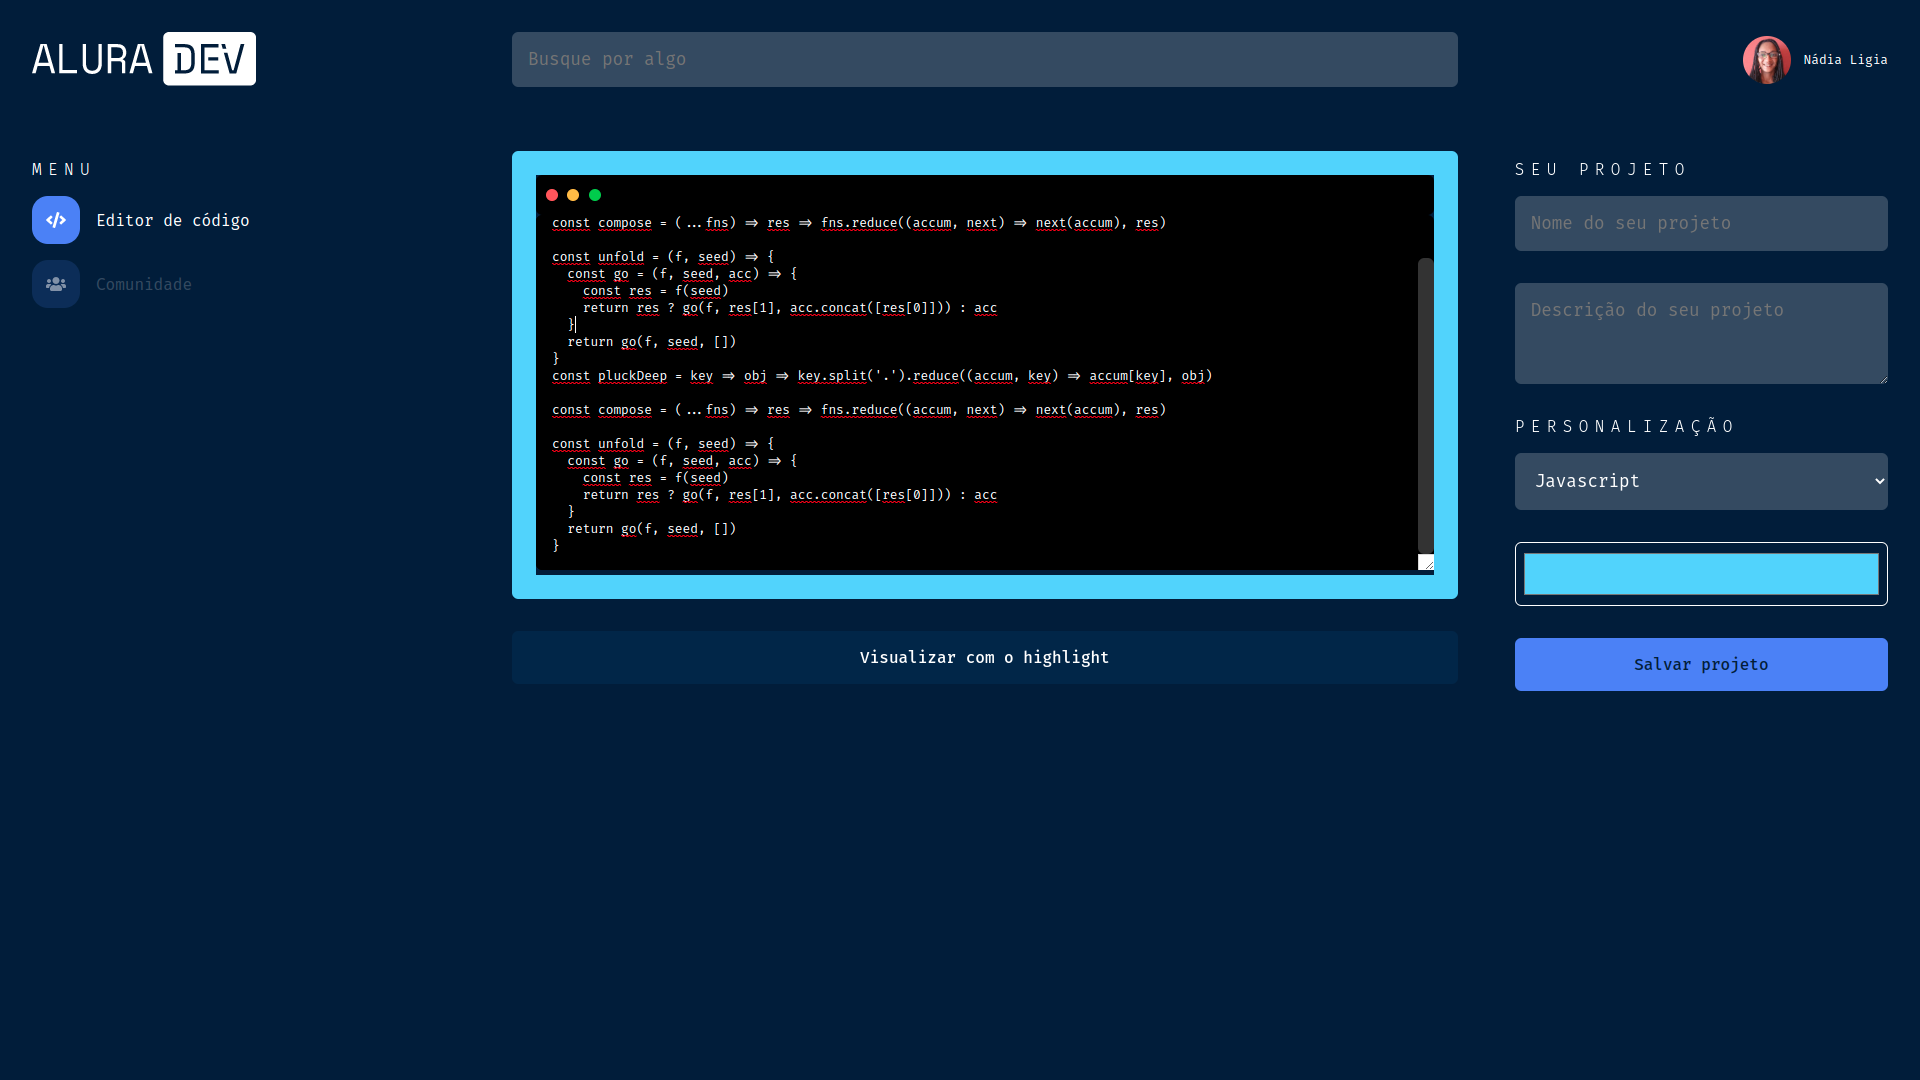 ALURA DEV
Busque por algo
Nádia Ligia
MENU
Editor de código
Comunidade
const compose = (...fns) => res => fns.reduce((accum, next) => next(accum), res)
const unfold = (f, seed) => {
const go = (f, seed, acc) => {
const res = f(seed)
return res ? go(f, res[1], acc.concat([res[0]])) : acc
}
return go(f, seed, [])
}
const pluckDeep = key => obj => key.split('.').reduce((accum, key) => accum[key], obj)
const compose = (...fns) => res => fns.reduce((accum, next) => next(accum), res)
const unfold = (f, seed) => {
const go = (f, seed, acc) => {
const res = f(seed)
return res ? go(f, res[1], acc.concat([res[0]])) : acc
}
return go(f, seed, [])
}
Visualizar com o highlight
SEU PROJETO
Nome do seu projeto
Descrição do seu projeto
PERSONALIZAÇÃO
Javascript
Salvar projeto